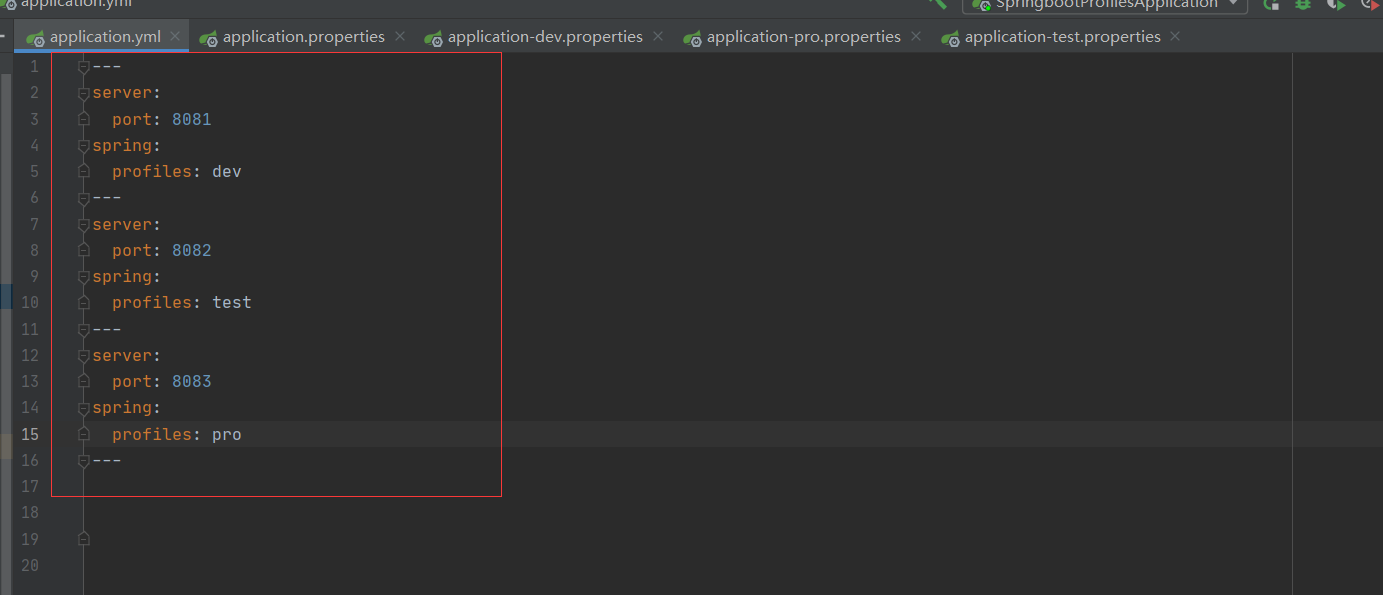 application.yml
SpringbootProfilesApplication
application.yml application.properties application-dev.properties application-pro.properties application-test.properties
1 ---
2 server:
3 port: 8081
4 spring:
5 profiles: dev
6 ---
7 server:
8 port: 8082
9 spring:
10 profiles: test
11 ---
12 server:
13 port: 8083
14 spring:
15 profiles: pro
16 ---
17
18
19
20